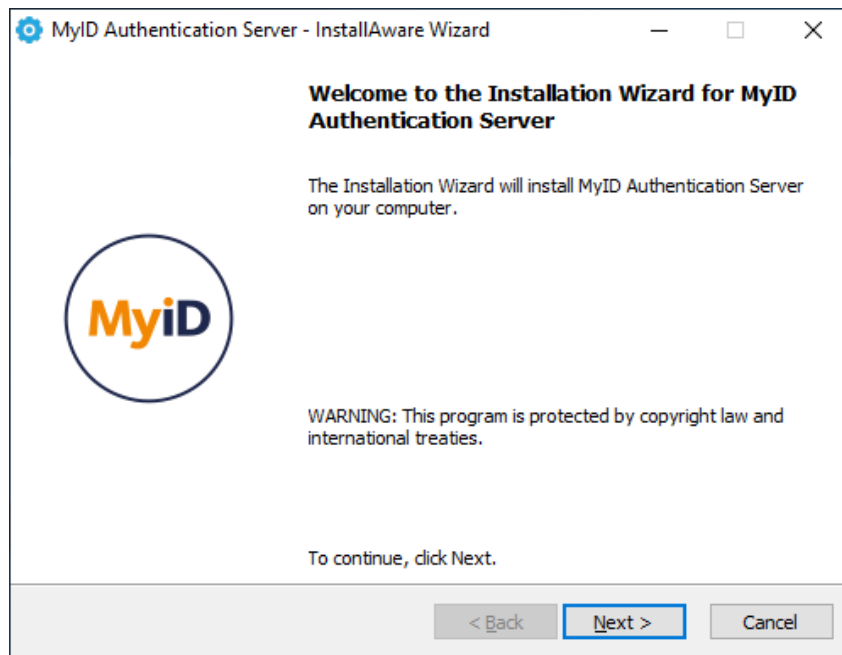 MyID Authentication Server - InstallAware Wizard
Welcome to the Installation Wizard for MyID
Authentication Server
The Installation Wizard will install MyID Authentication Server
on your computer.
MyiD
WARNING: This program is protected by copyright law and
international treaties.
To continue, click Next.
< Back
Next >
Cancel